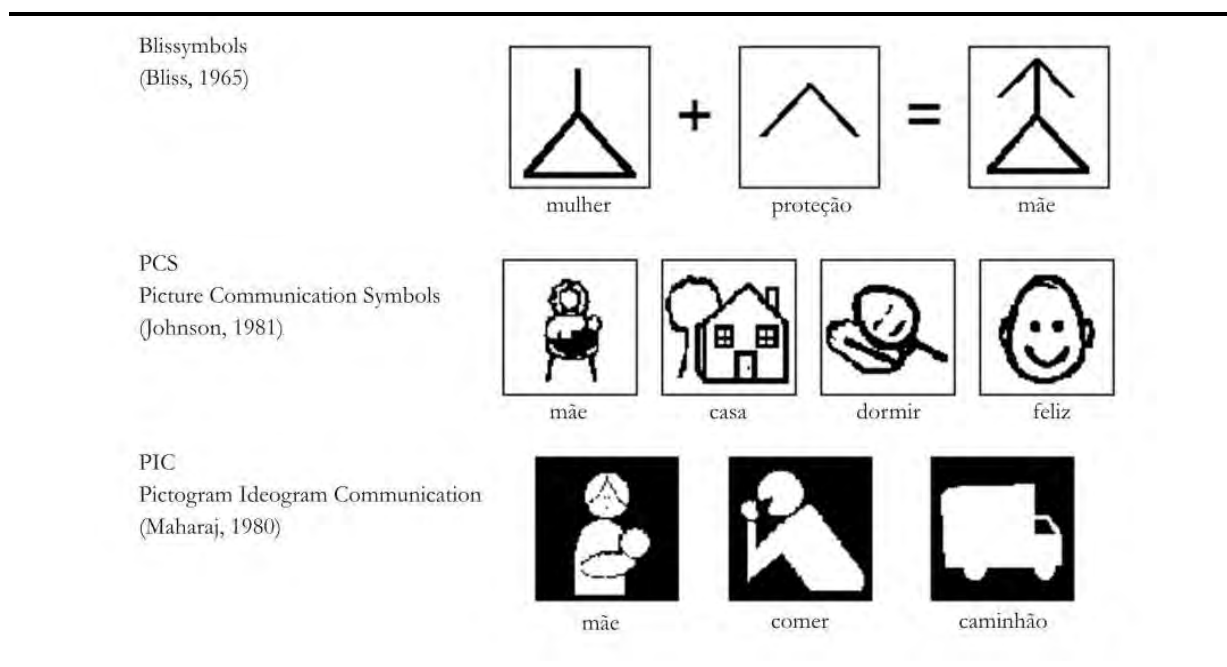 Blissymbols
(Bliss, 1965)
+ =
mulher proteção mãe
PCS
Picture Communication Symbols
(Johnson, 1981)
mãe casa dormir feliz
PIC
Pictogram Ideogram Communication
(Maharaj, 1980)
mãe comer caminhão